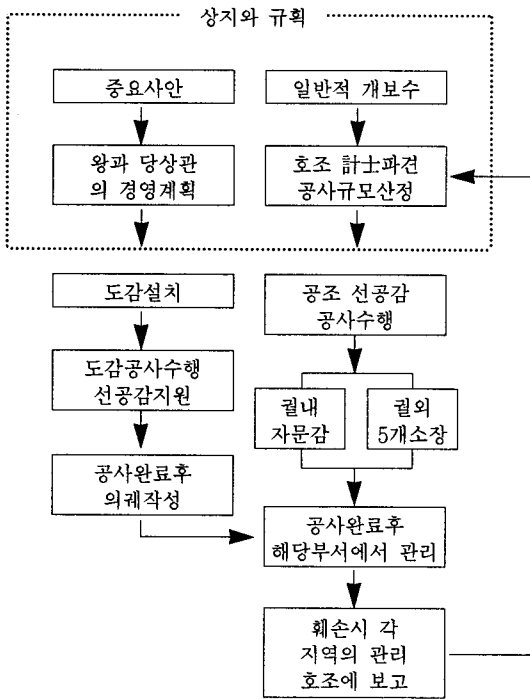 상지와 규획
중요사안
일반적 개보수
왕과 당상관
의 경영계획
호조 計士파견
공사규모산정
도감설치
공조 선공감
공사수행
도감공사수행
선공감지원
궐내
자문감
궐외
5개소장
공사완료후
의궤작성
공사완료후
해당부서에서 관리
훼손시 각
지역의 관리
호조에 보고